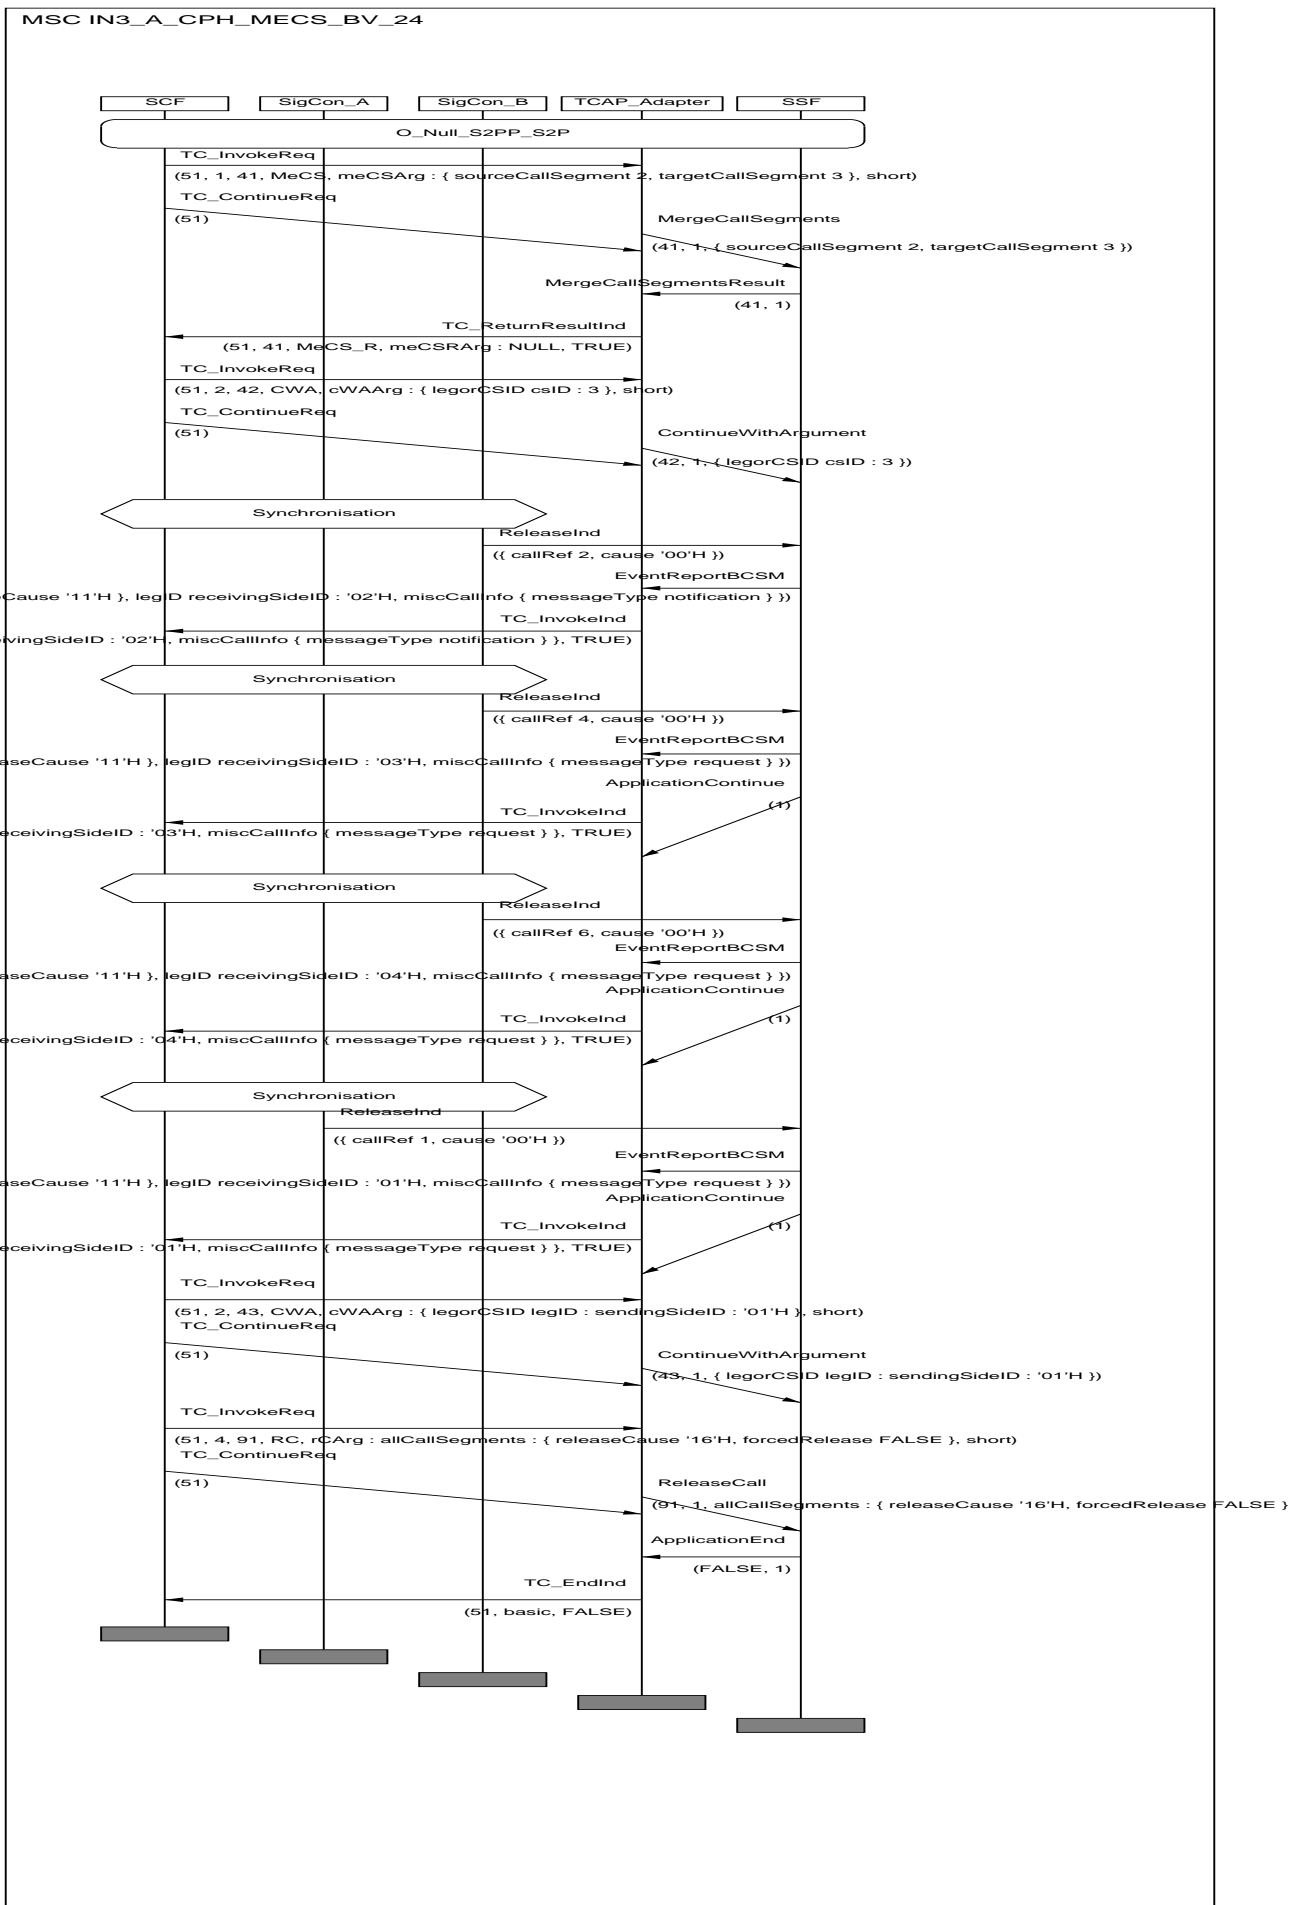 MSC IN3_A_CPH_MECS_BV_24
SCF SigCon_A SigCon_B TCAP_Adapter SSF
O_Null_S2PP_S2P
TC_InvokeReq
(51, 1, 41, MeCS, meCSArg : { sourceCallSegment 2, targetCallSegment 3 }, short)
TC_ContinueReq
(51)
MergeCallSegments
(41, 1, { sourceCallSegment 2, targetCallSegment 3 })
MergeCallSegmentsResult
(41, 1)
TC_ReturnResultInd
(51, 41, MeCS_R, meCSRArg : NULL, TRUE)
TC_InvokeReq
(51, 2, 42, CWA, cWAArg : { legorCSID csID : 3 }, short)
TC_ContinueReq
(51)
ContinueWithArgument
(42, 1, { legorCSID csID : 3 })
Synchronisation
ReleaseInd
({ callRef 2, cause '00'H })
EventReportBCSM
Cause '11'H }, legID receivingSideID : '02'H, miscCallInfo { messageType notification } })
TC_InvokeInd
ivingSideID : '02'H, miscCallInfo { messageType notification } }, TRUE)
Synchronisation
ReleaseInd
({ callRef 4, cause '00'H })
EventReportBCSM
aseCause '11'H }, legID receivingSideID : '03'H, miscCallInfo { messageType request } })
ApplicationContinue
(1)
TC_InvokeInd
eceivingSideID : '03'H, miscCallInfo { messageType request } }, TRUE)
Synchronisation
ReleaseInd
({ callRef 6, cause '00'H })
EventReportBCSM
aseCause '11'H }, legID receivingSideID : '04'H, miscCallInfo { messageType request } })
ApplicationContinue
(1)
TC_InvokeInd
eceivingSideID : '04'H, miscCallInfo { messageType request } }, TRUE)
Synchronisation
ReleaseInd
({ callRef 1, cause '00'H })
EventReportBCSM
aseCause '11'H }, legID receivingSideID : '01'H, miscCallInfo { messageType request } })
ApplicationContinue
(1)
TC_InvokeInd
eceivingSideID : '01'H, miscCallInfo { messageType request } }, TRUE)
TC_InvokeReq
(51, 2, 43, CWA, cWAArg : { legorCSID legID : sendingSideID : '01'H }, short)
TC_ContinueReq
(51)
ContinueWithArgument
(43, 1, { legorCSID legID : sendingSideID : '01'H })
TC_InvokeReq
(51, 4, 91, RC, rCArg : allCallSegments : { releaseCause '16'H, forcedRelease FALSE }, short)
TC_ContinueReq
(51)
ReleaseCall
(91, 1, allCallSegments : { releaseCause '16'H, forcedRelease FALSE }
ApplicationEnd
(FALSE, 1)
TC_EndInd
(51, basic, FALSE)